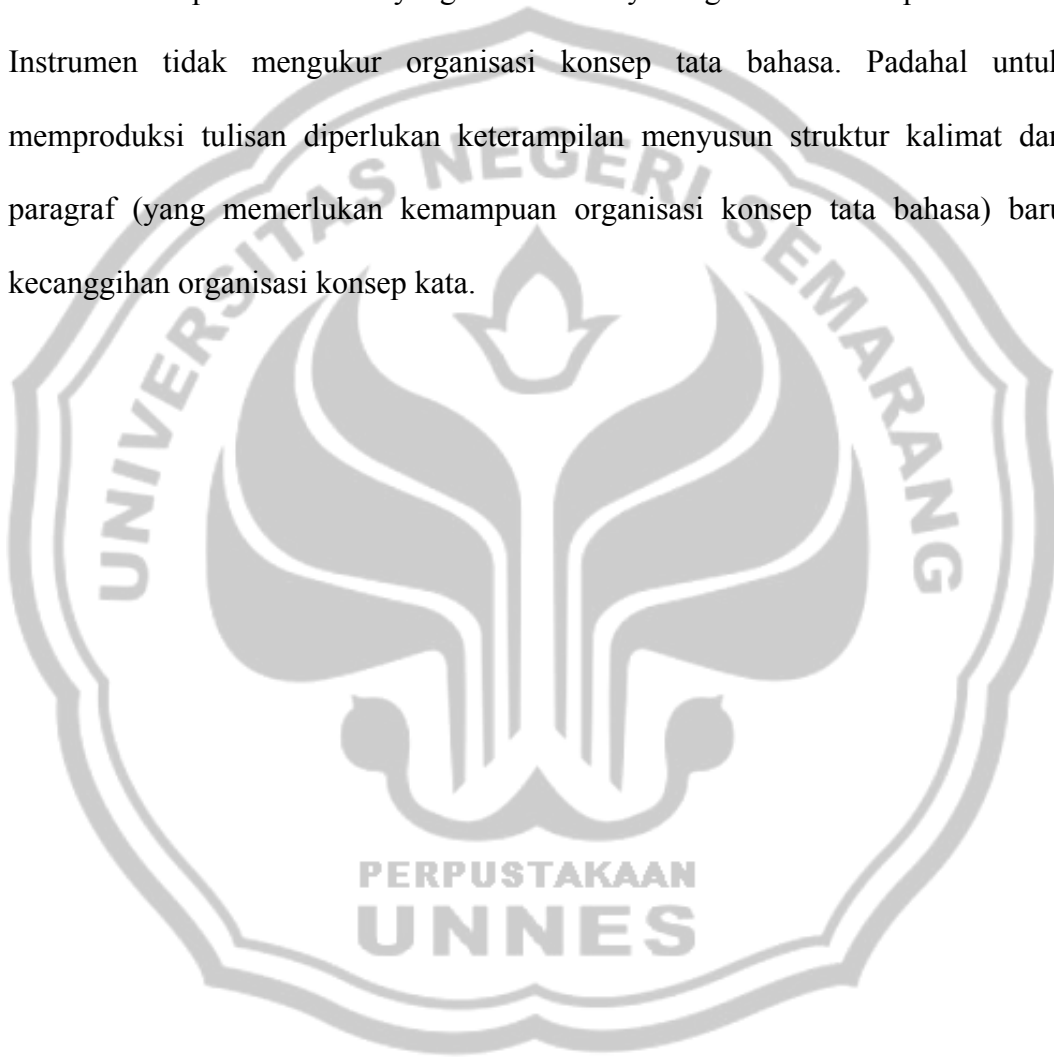 Instrumen tidak mengukur organisasi konsep tata bahasa. Padahal untuk
memproduksi tulisan diperlukan keterampilan menyusun struktur kalimat dan
paragraf (yang memerlukan kemampuan organisasi konsep tata bahasa) baru
kecanggihan organisasi konsep kata.
UNIVERSITAS NEGERI SEMARANG
PERPUSTAKAAN
UNNES